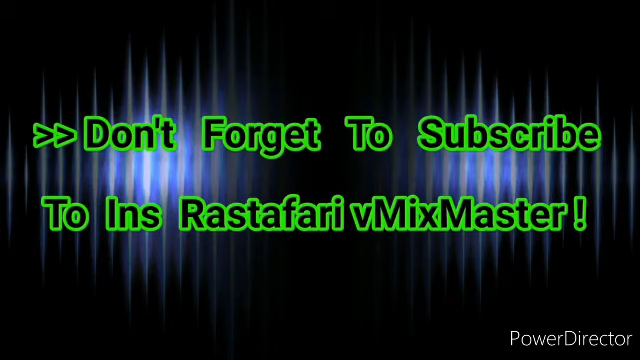 >> Don't Forget To Subscribe
To Ins Rastafari vMixMaster !
PowerDirector